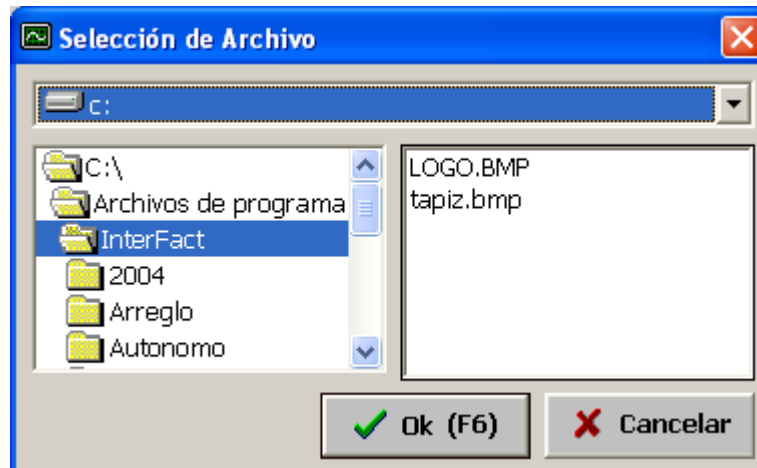 Selección de Archivo
c:
C:\
Archivos de programa
InterFact
2004
Arreglo
Autonomo
LOGO.BMP
tapiz.bmp
Ok (F6)
Cancelar